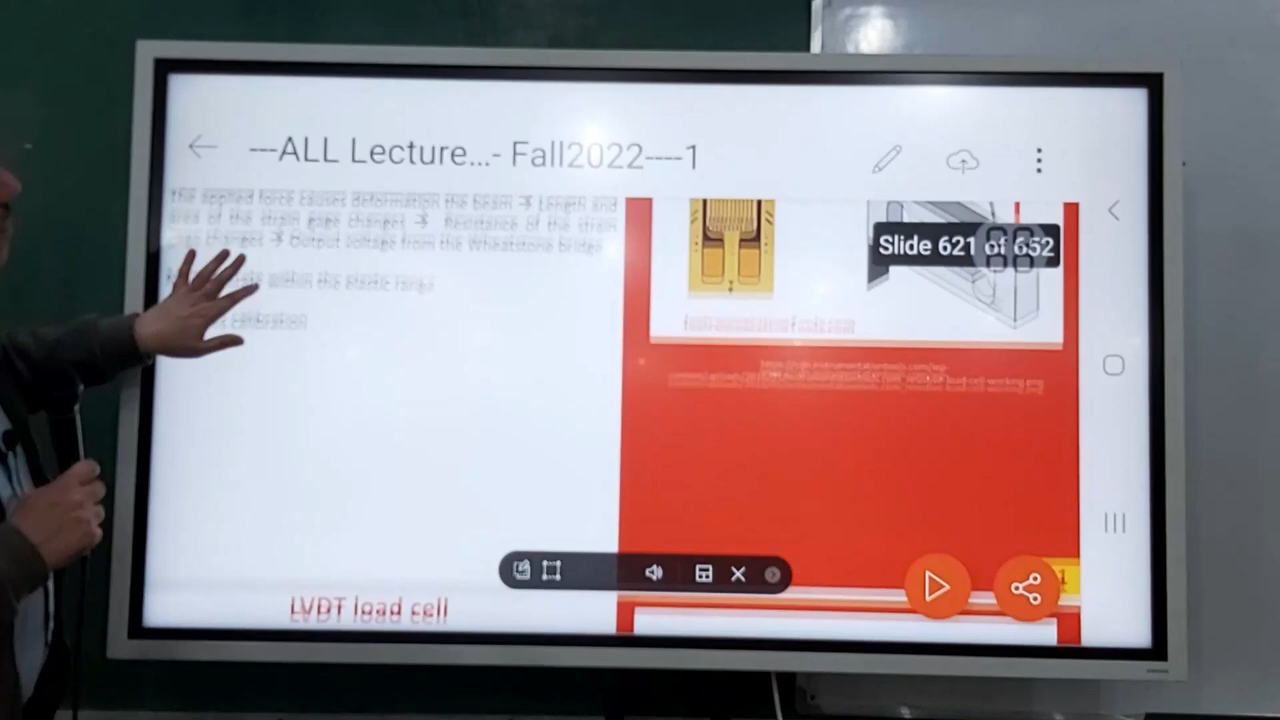 ---ALL Lecture...- Fall2022----1
The applied force causes deformation the beam → Length and
area of the strain gage changes → Resistance of the strain
changes → Output voltage from the Wheatstone bridge
within the elastic range
calibration
Slide 621 of 652
1
LVDT load cell